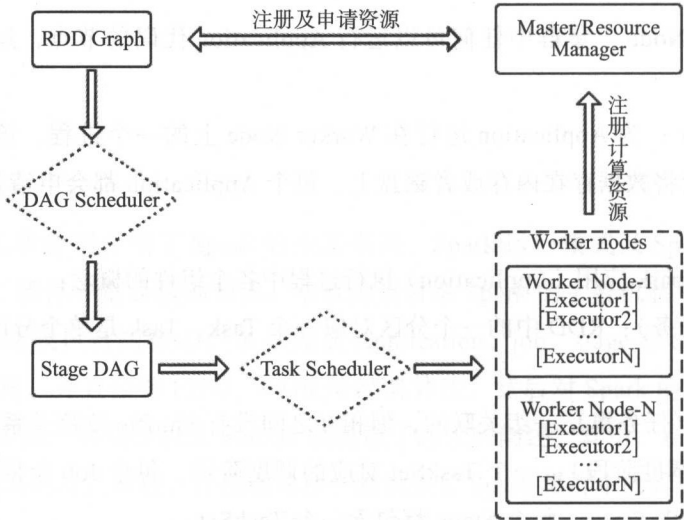 注册及申请资源
RDD Graph
Master/Resource
Manager
注册计算资源
DAG Scheduler
Worker nodes
Worker Node-1
[Executor1]
[Executor2]
[ExecutorN]
Stage DAG
Task Scheduler
Worker Node-N
[Executor1]
[Executor2]
[ExecutorN]